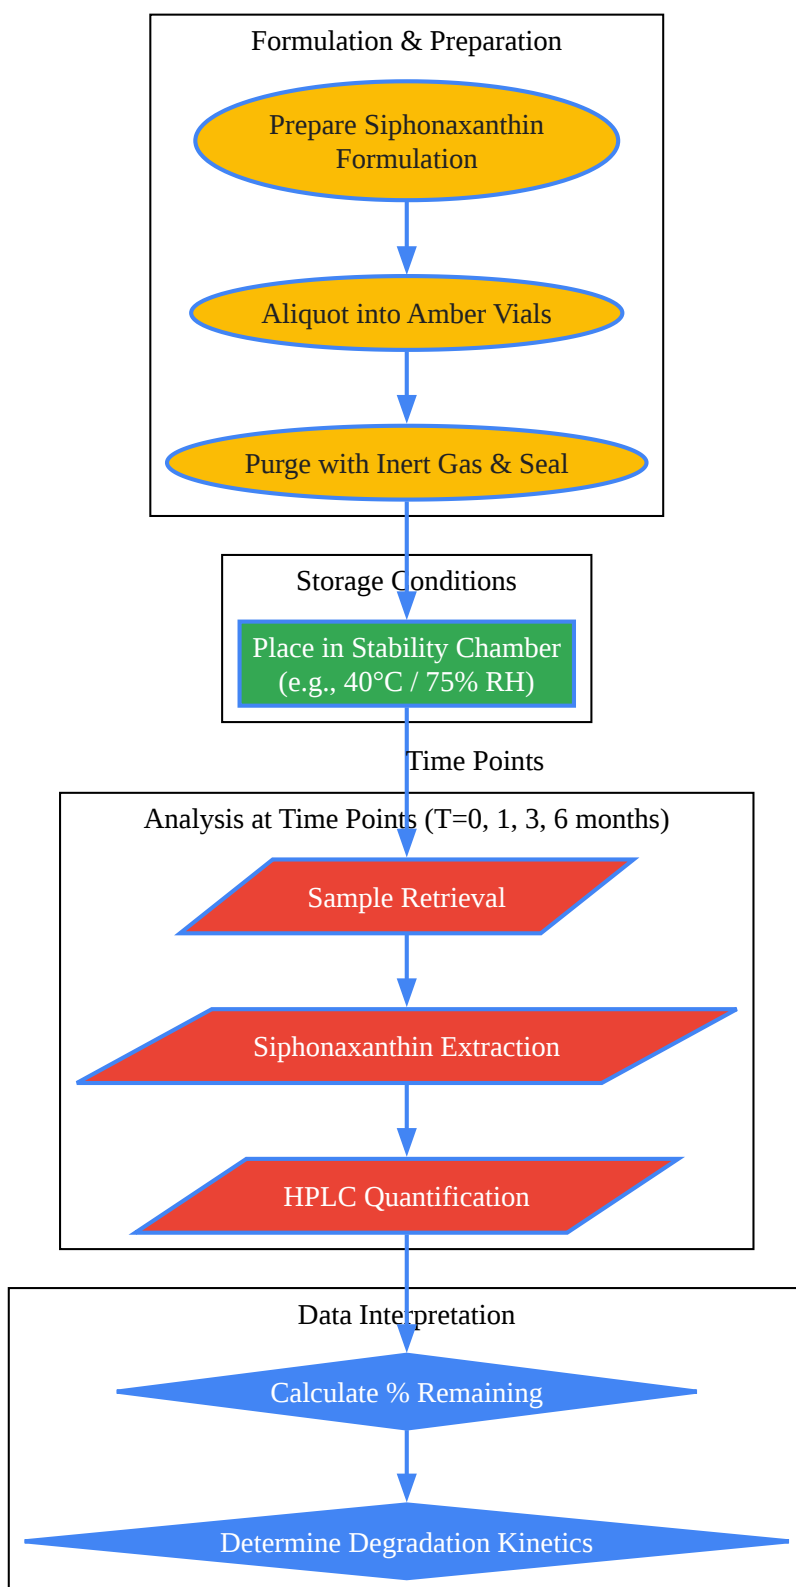 Formulation & Preparation
Prepare Siphonaxanthin
Formulation
Aliquot into Amber Vials
Purge with Inert Gas & Seal
Storage Conditions
Place in Stability Chamber
(e.g., 40°C / 75% RH)
Time Points
Analysis at Time Points (T=0, 1, 3, 6 months)
Sample Retrieval
Siphonaxanthin Extraction
HPLC Quantification
Data Interpretation
Calculate % Remaining
Determine Degradation Kinetics